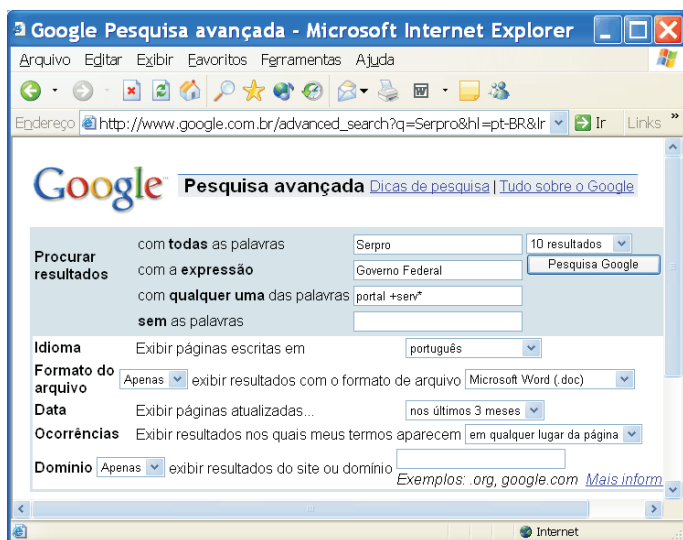 Google Pesquisa avançada - Microsoft Internet Explorer
Arquivo Editar Exibir Favoritos Ferramentas Ajuda
Endereço http://www.google.com.br/advanced_search?q=Serpro&hl=pt-BR&lr Ir Links »
Google Pesquisa avançada Dicas de pesquisa | Tudo sobre o Google
Procurar resultados
com todas as palavras Serpro 10 resultados
com a expressão Governo Federal Pesquisa Google
com qualquer uma das palavras portal +serv*
sem as palavras
Idioma Exibir páginas escritas em português
Formato do arquivo Apenas exibir resultados com o formato de arquivo Microsoft Word (.doc)
Data Exibir páginas atualizadas... nos últimos 3 meses
Ocorrências Exibir resultados nos quais meus termos aparecem em qualquer lugar da página
Domínio Apenas exibir resultados do site ou domínio
Exemplos: .org, google.com Mais inform
Internet